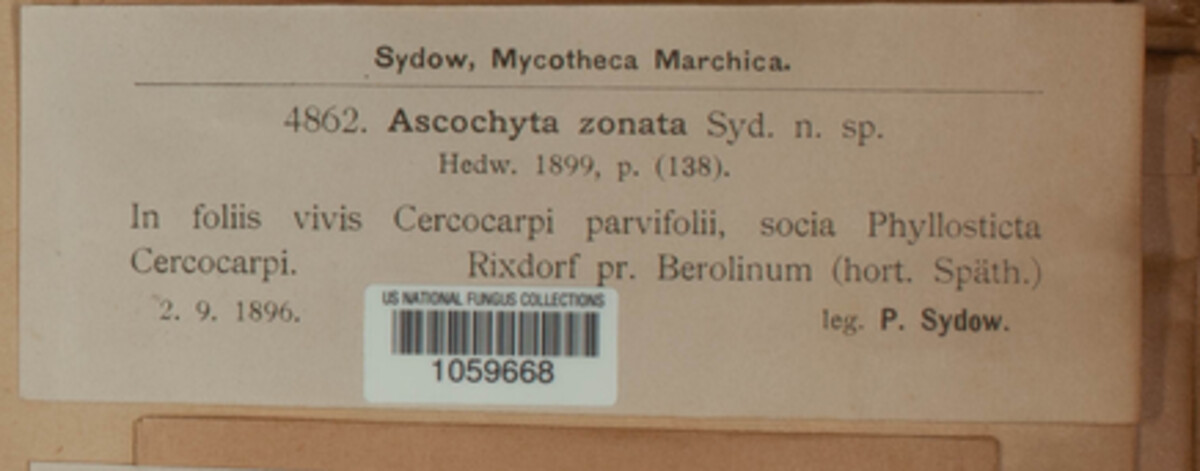 Sydow, Mycotheca Marchica.
4862. Ascochyta zonata Syd. n. sp.
Hedw. 1899, p. (138).
In foliis vivis Cercocarpi parvifolii, socia Phyllosticta
Cercocarpi. Rixdorf pr. Berolinum (hort. Späth.)
2. 9. 1896. leg. P. Sydow.
US NATIONAL FUNGUS COLLECTIONS
1059668